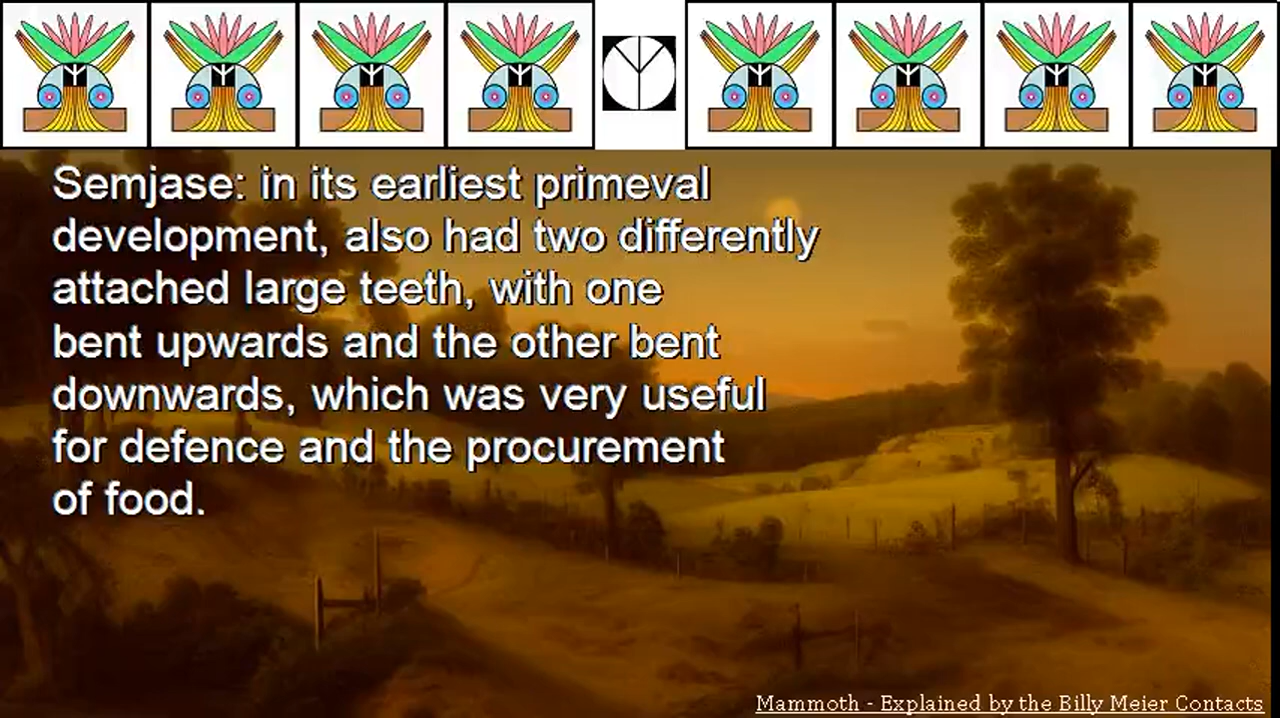 Semjase: in its earliest primeval
development, also had two differently
attached large teeth, with one
bent upwards and the other bent
downwards, which was very useful
for defence and the procurement
of food.
Mammoth - Explained by the Billy Meier Contacts